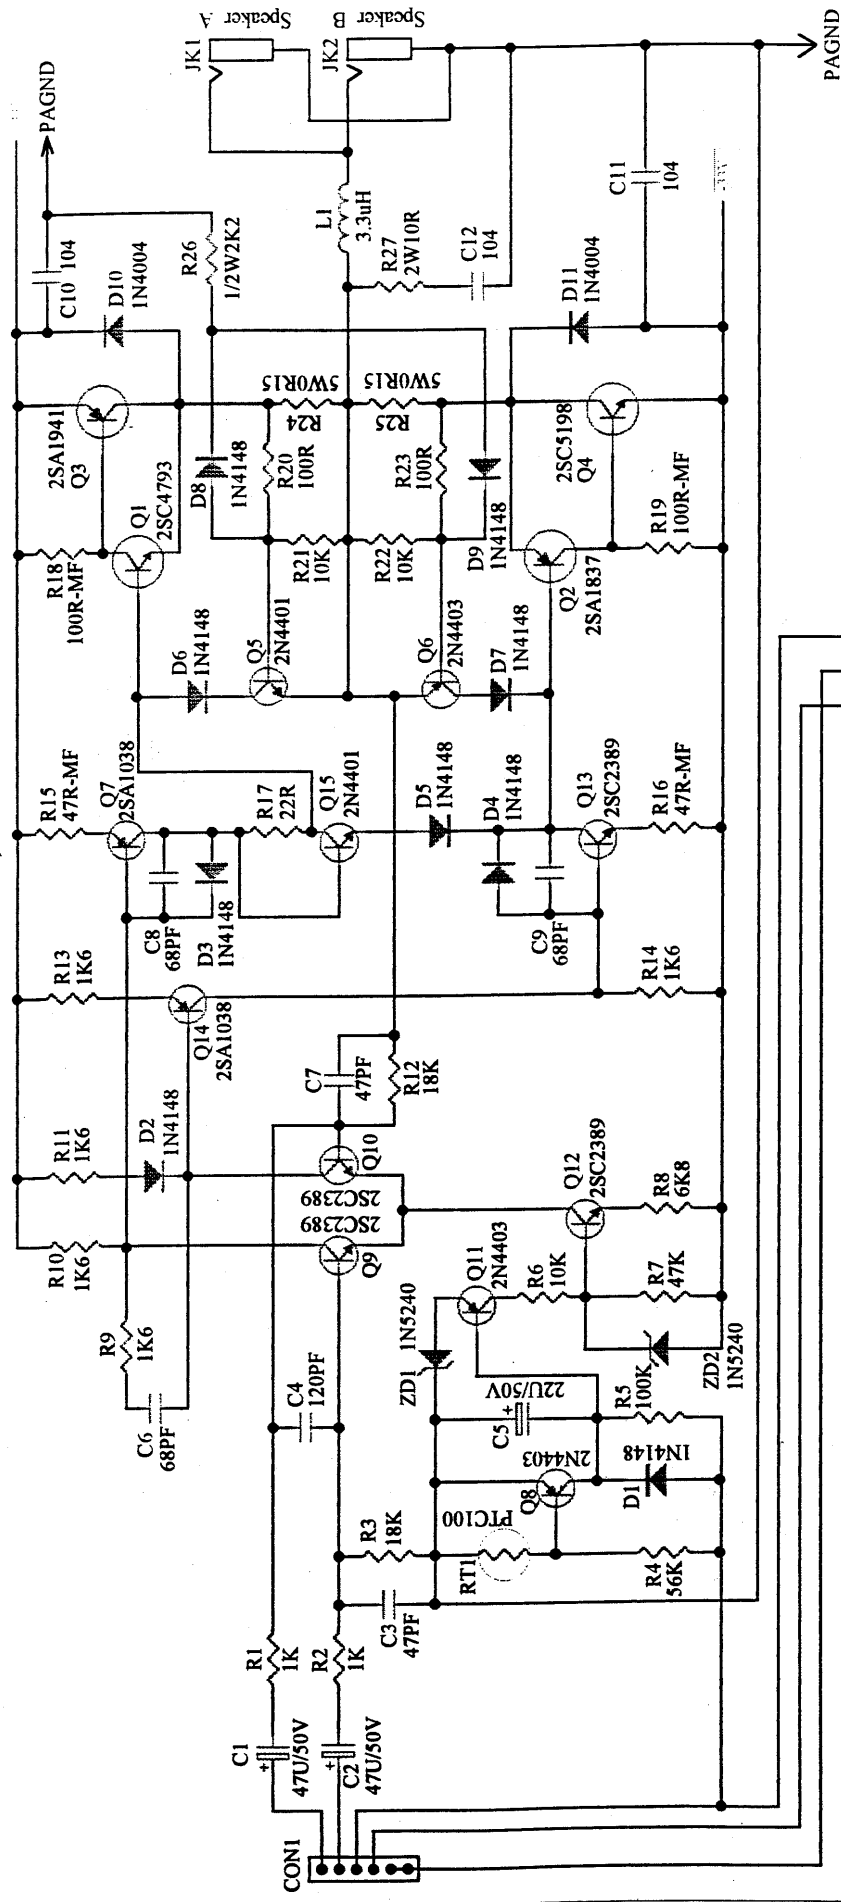 Speaker A
JK1
Speaker B
JK2
PAGND
PAGND
C10
104
D10
1N4004
R26
1/2W2K2
L1
3.3uH
R27
2W10R
C12
104
D11
1N4004
C11
104
2SA1941
Q3
R18
100R-MF
Q1
2SC4793
D8
1N4148
R20
100R
R21
10K
R24
5W0R15
R25
5W0R15
R23
100R
R22
10K
D9
1N4148
2SC5198
Q4
Q2
2SA1837
R19
100R-MF
D6
1N4148
Q5
2N4401
Q6
2N4403
D7
1N4148
R15
47R-MF
Q7
2SA1038
C8
68PF
D3
1N4148
R17
22R
Q15
2N4401
D5
1N4148
D4
1N4148
C9
68PF
Q13
2SC2389
R16
47R-MF
R13
1K6
Q14
2SA1038
R14
1K6
C7
47PF
R12
18K
R11
1K6
D2
1N4148
Q10
2SC2389
2SC2389
Q9
R10
1K6
R9
1K6
C6
68PF
Q12
2SC2389
R8
6K8
Q11
2N4403
R6
10K
R7
47K
ZD1
1N5240
ZD2
1N5240
C4
120PF
C5
+
22U/50V
R5
100K
Q8
2N4403
D1
1N4148
RT1
PTC100
R4
56K
R3
18K
C3
47PF
R1
1K
R2
1K
C1
+
47U/50V
C2
+
47U/50V
CON1